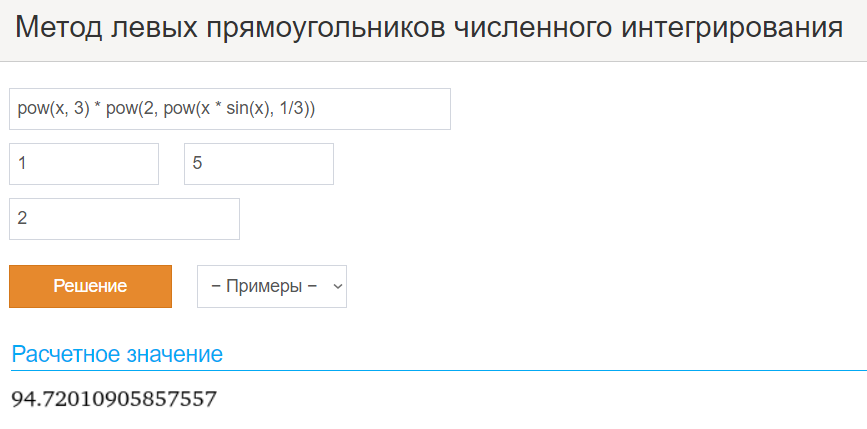 Метод левых прямоугольников численного интегрирования
pow(x, 3) * pow(2, pow(x * sin(x), 1/3))
1 5
2
Решение − Примеры −
Расчетное значение
94.72010905857557